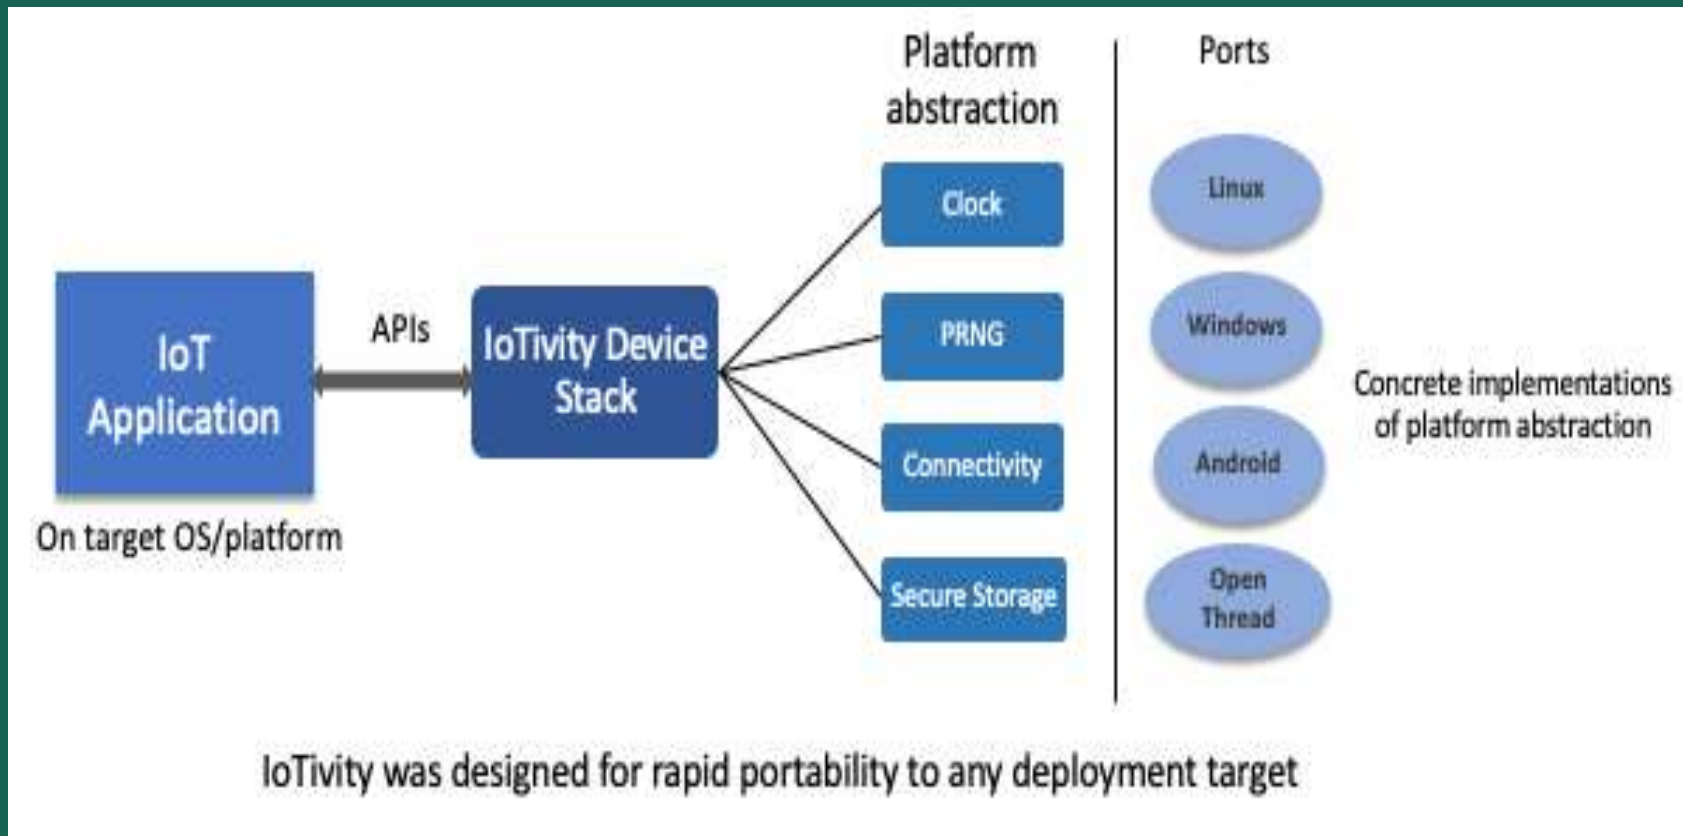 Platform
abstraction
Ports
Clock
Linux
PRNG
Windows
IoT
Application
APIs
IoTivity Device
Stack
Concrete implementations
of platform abstraction
Connectivity
Android
On target OS/platform
Secure Storage
Open
Thread
IoTivity was designed for rapid portability to any deployment target